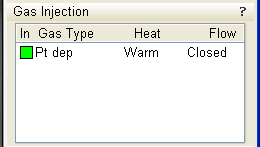 Gas Injection ?
In Gas Type Heat Flow
Pt dep Warm Closed